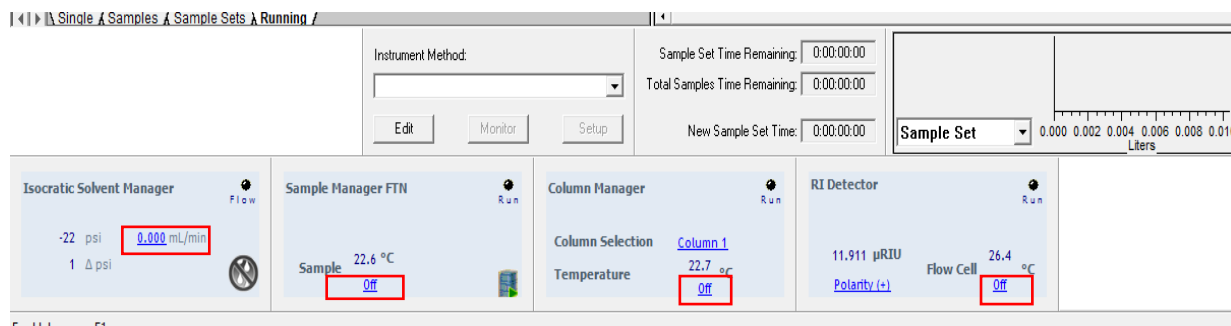 Single Samples Sample Sets Running
Instrument Method:
Edit Monitor Setup
Sample Set Time Remaining: 0:00:00:00
Total Samples Time Remaining: 0:00:00:00
New Sample Set Time: 0:00:00:00
Sample Set
0.000 0.002 0.004 0.006 0.008
Liters
Isocratic Solvent Manager
Flow
-22 psi 0.000 mL/min
1 Δ psi
Sample Manager FTN
Run
Sample 22.6 °C
Off
Column Manager
Run
Column Selection Column 1
Temperature 22.7 °C
Off
RI Detector
Run
11.911 µRIU
Polarity (+)
Flow Cell 26.4 °C
Off